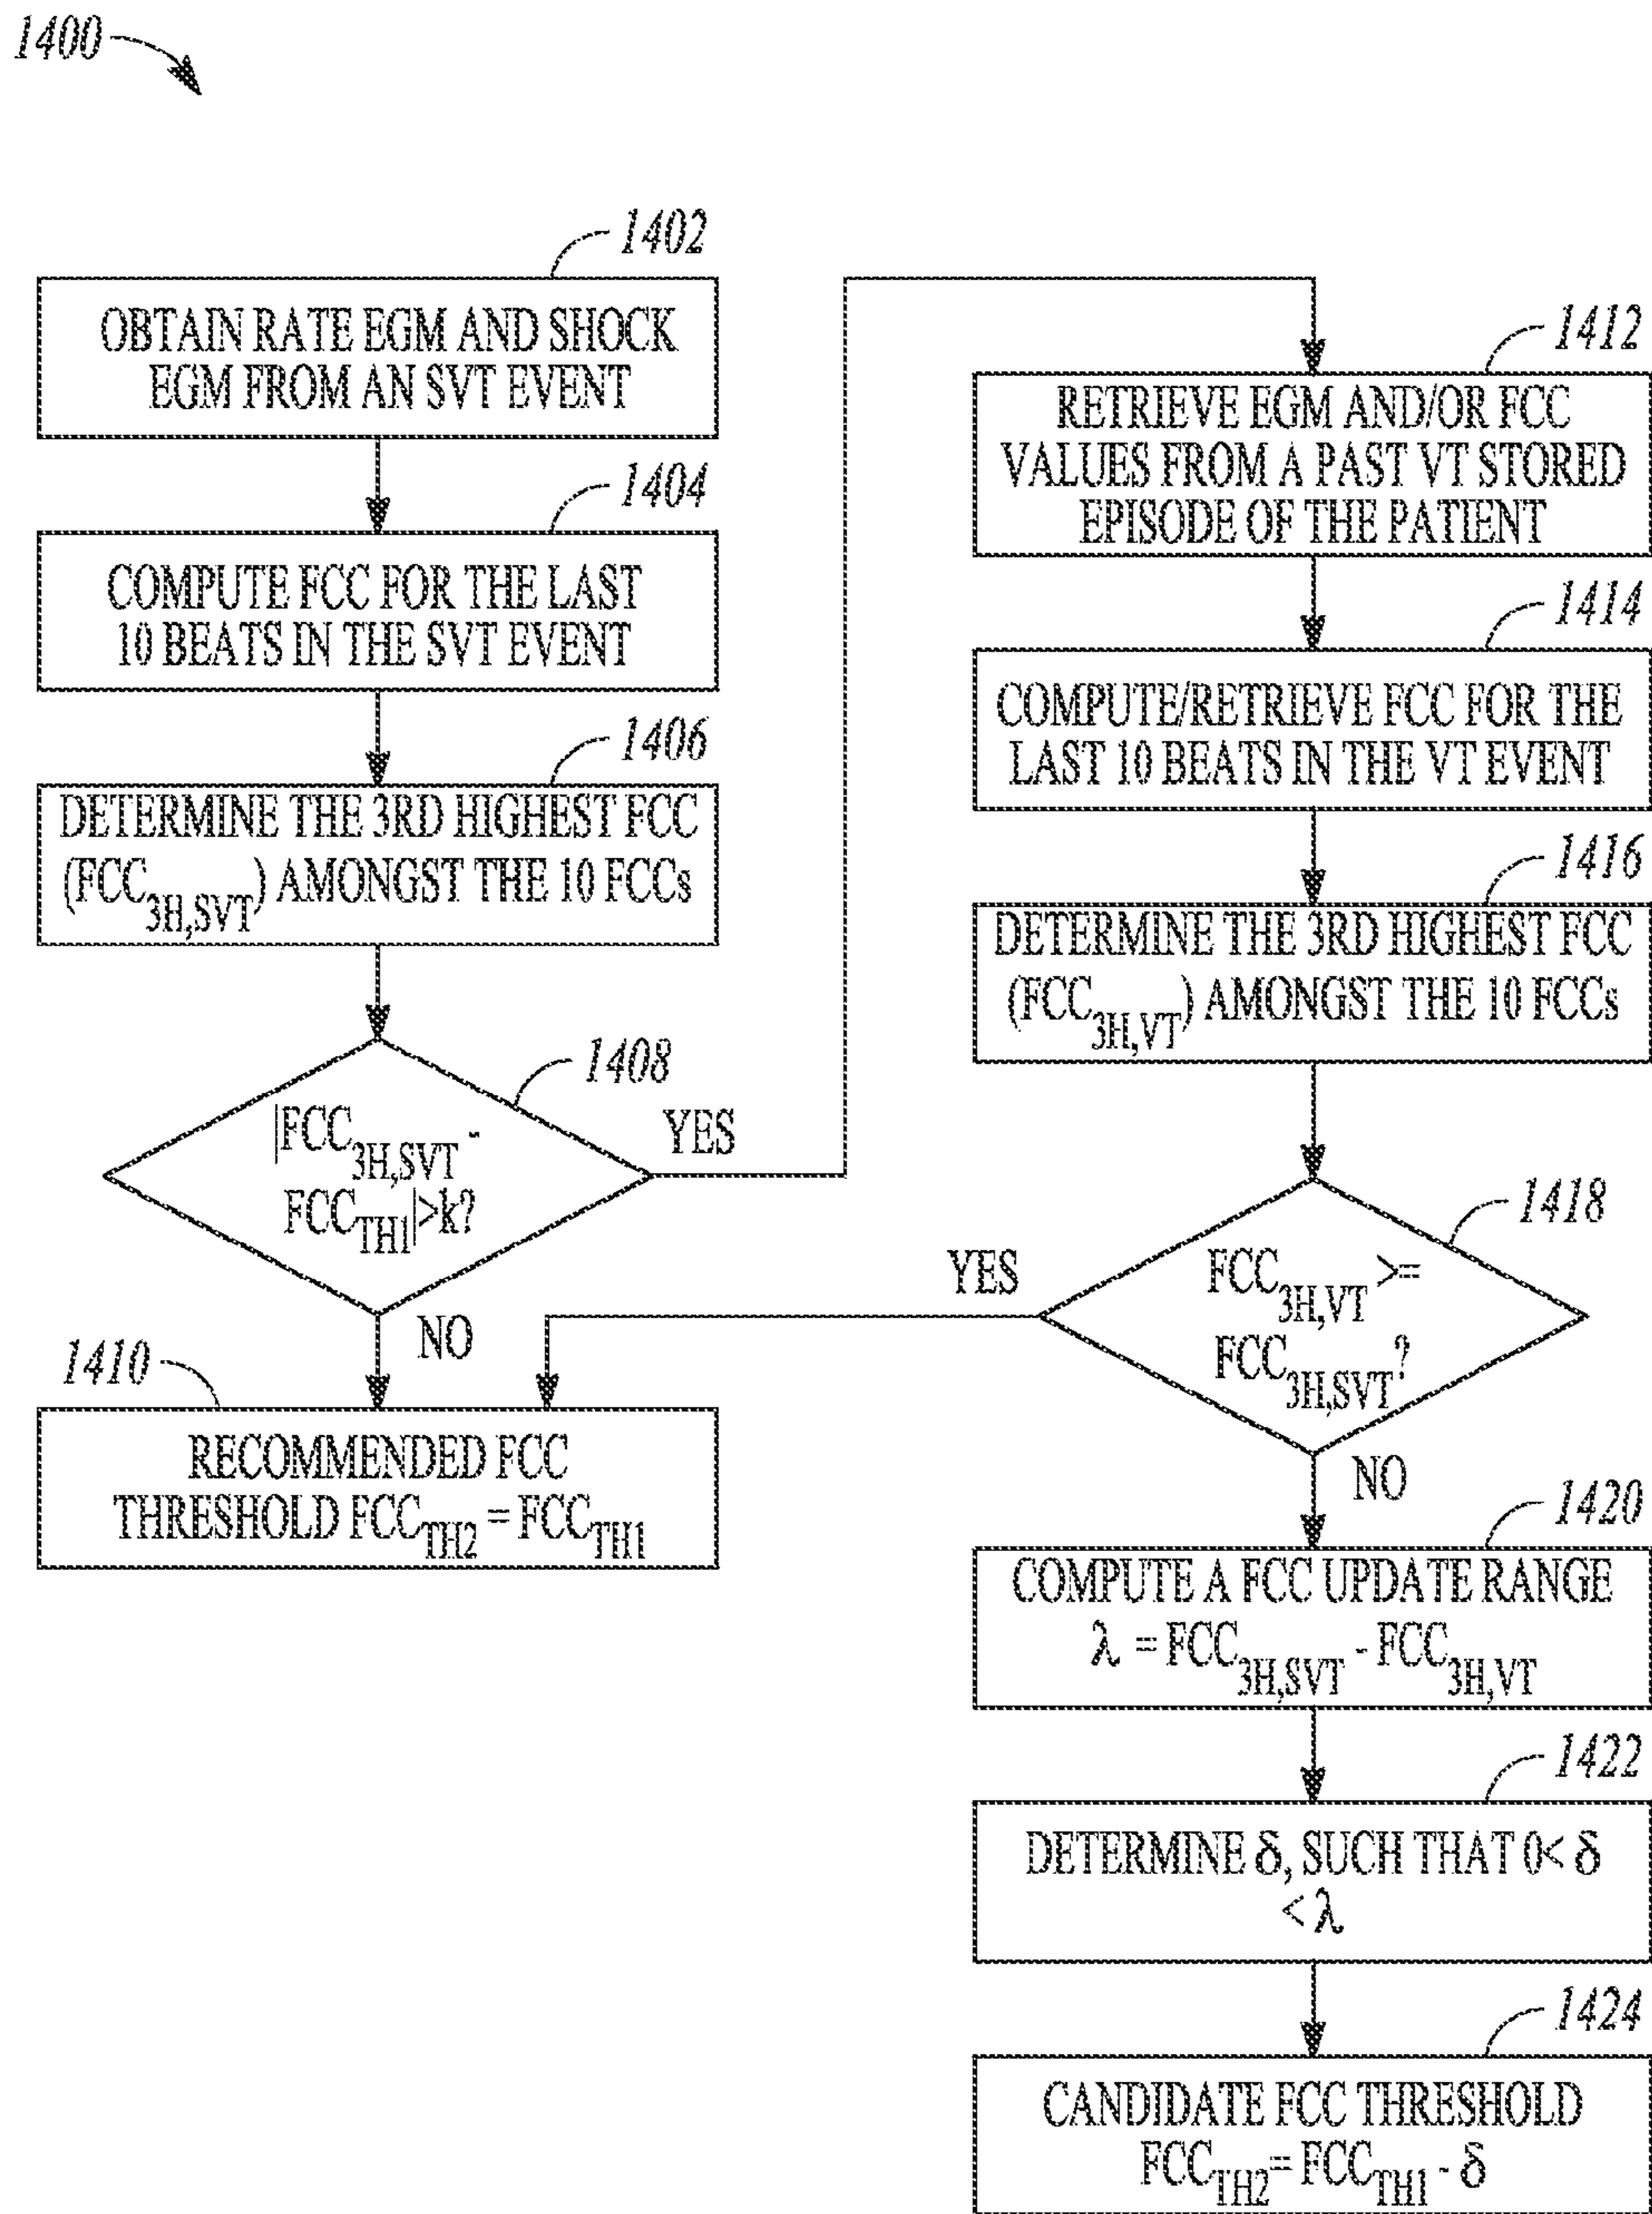 1400
1402
OBTAIN RATE EGM AND SHOCK
EGM FROM AN SVT EVENT
1404
COMPUTE FCC FOR THE LAST
10 BEATS IN THE SVT EVENT
1406
DETERMINE THE 3RD HIGHEST FCC
(FCC3H,SVT) AMONGST THE 10 FCCs
1408
|FCC3H,SVT -
FCCTH1|>k?
YES
NO
1410
RECOMMENDED FCC
THRESHOLD FCCTH2 = FCCTH1
1412
RETRIEVE EGM AND/OR FCC
VALUES FROM A PAST VT STORED
EPISODE OF THE PATIENT
1414
COMPUTE/RETRIEVE FCC FOR THE
LAST 10 BEATS IN THE VT EVENT
1416
DETERMINE THE 3RD HIGHEST FCC
(FCC3H,VT) AMONGST THE 10 FCCs
1418
FCC3H,VT >=
FCC3H,SVT?
YES
NO
1420
COMPUTE A FCC UPDATE RANGE
λ = FCC3H,SVT - FCC3H,VT
1422
DETERMINE δ, SUCH THAT 0< δ
< λ
1424
CANDIDATE FCC THRESHOLD
FCCTH2= FCCTH1 - δ